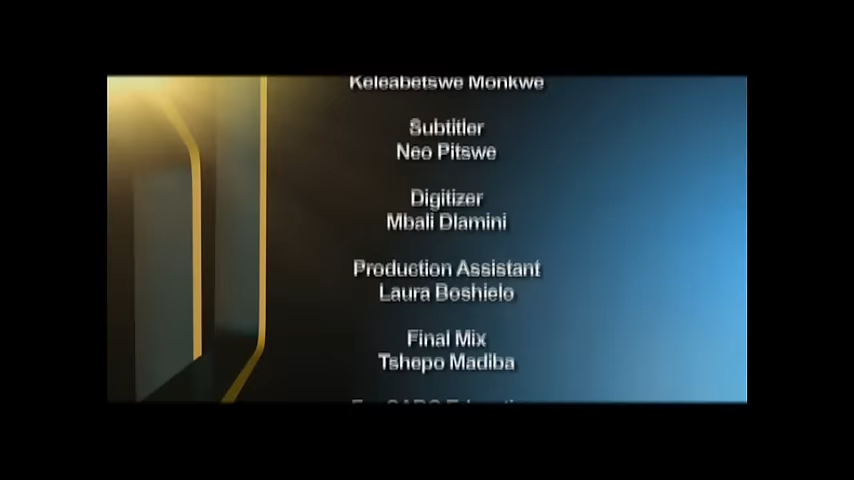 Keleabetswe Monkwe
Subtitler
Neo Pitswe
Digitizer
Mbali Dlamini
Production Assistant
Laura Boshielo
Final Mix
Tshepo Madiba